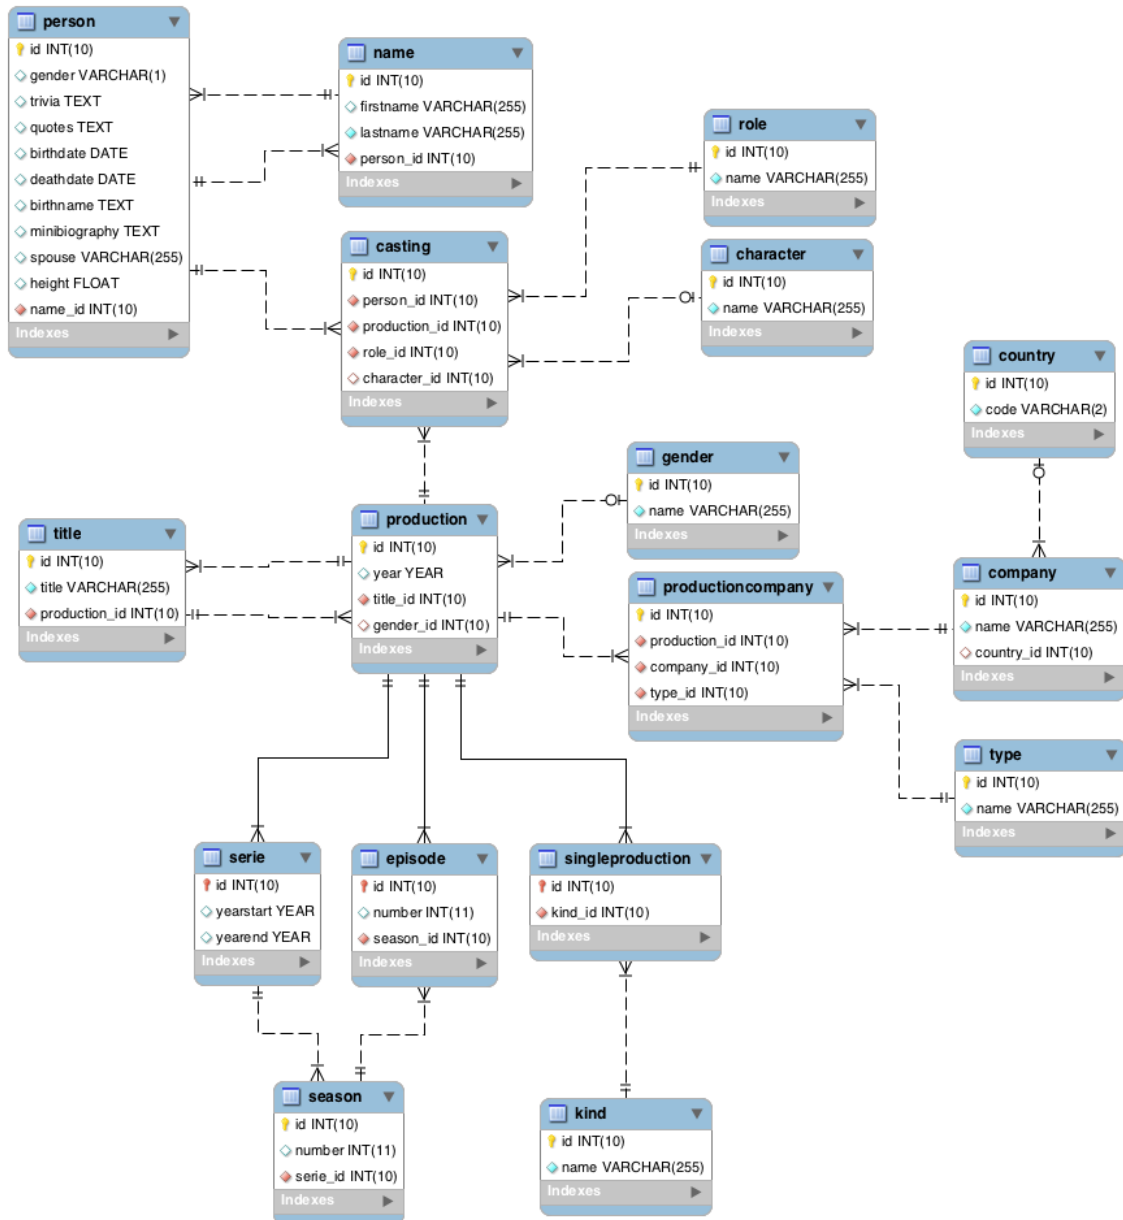 person
id INT(10)
gender VARCHAR(1)
trivia TEXT
quotes TEXT
birthdate DATE
deathdate DATE
birthname TEXT
minibiography TEXT
spouse VARCHAR(255)
height FLOAT
name_id INT(10)
Indexes
name
id INT(10)
firstname VARCHAR(255)
lastname VARCHAR(255)
person_id INT(10)
Indexes
role
id INT(10)
name VARCHAR(255)
Indexes
casting
id INT(10)
person_id INT(10)
production_id INT(10)
role_id INT(10)
character_id INT(10)
Indexes
character
id INT(10)
name VARCHAR(255)
Indexes
country
id INT(10)
code VARCHAR(2)
Indexes
gender
id INT(10)
name VARCHAR(255)
Indexes
title
id INT(10)
title VARCHAR(255)
production_id INT(10)
Indexes
production
id INT(10)
year YEAR
title_id INT(10)
gender_id INT(10)
Indexes
productioncompany
id INT(10)
production_id INT(10)
company_id INT(10)
type_id INT(10)
Indexes
company
id INT(10)
name VARCHAR(255)
country_id INT(10)
Indexes
type
id INT(10)
name VARCHAR(255)
Indexes
serie
id INT(10)
yearstart YEAR
yearend YEAR
Indexes
episode
id INT(10)
number INT(11)
season_id INT(10)
Indexes
singleproduction
id INT(10)
kind_id INT(10)
Indexes
season
id INT(10)
number INT(11)
serie_id INT(10)
Indexes
kind
id INT(10)
name VARCHAR(255)
Indexes